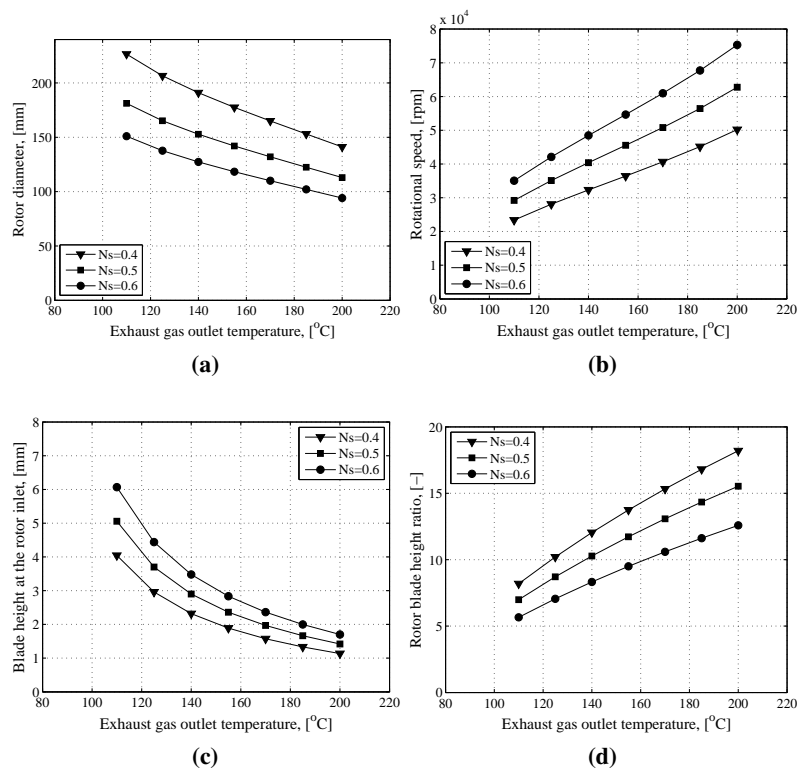 Rotor diameter, [mm]
200
150
100
50
0
80 100 120 140 160 180 200 220
Exhaust gas outlet temperature, [°C]
Ns=0.4
Ns=0.5
Ns=0.6
(a)
x 10⁴
Rotational speed, [rpm]
8
7
6
5
4
3
2
1
0
80 100 120 140 160 180 200 220
Exhaust gas outlet temperature, [°C]
Ns=0.4
Ns=0.5
Ns=0.6
(b)
Blade height at the rotor inlet, [mm]
8
7
6
5
4
3
2
1
0
80 100 120 140 160 180 200 220
Exhaust gas outlet temperature, [°C]
Ns=0.4
Ns=0.5
Ns=0.6
(c)
Rotor blade height ratio, [−]
20
15
10
5
0
80 100 120 140 160 180 200 220
Exhaust gas outlet temperature, [°C]
Ns=0.4
Ns=0.5
Ns=0.6
(d)